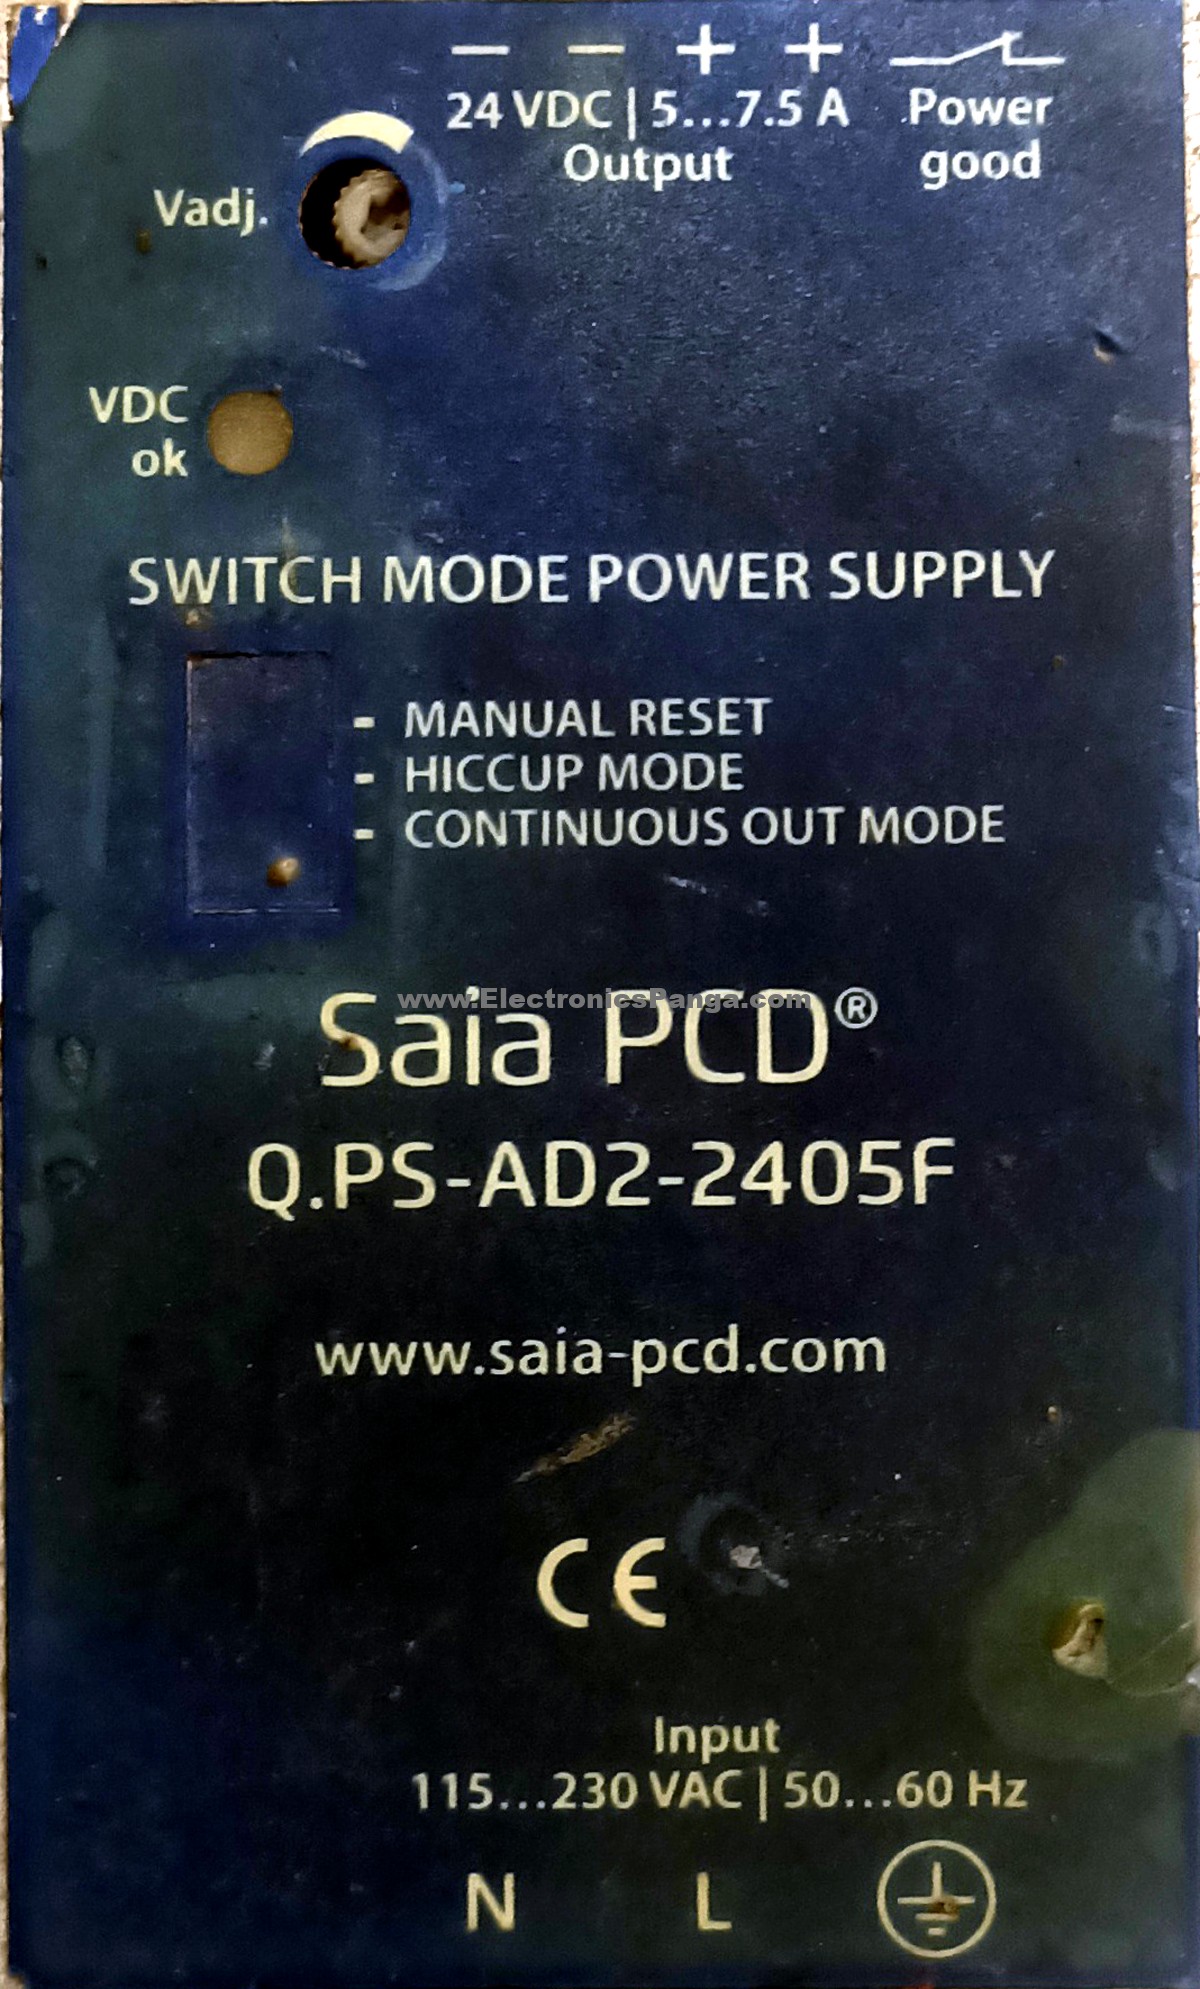 − − + +
24 VDC | 5...7.5 A
Output
Power
good
Vadj.
VDC
ok
SWITCH MODE POWER SUPPLY
- MANUAL RESET
- HICCUP MODE
- CONTINUOUS OUT MODE
www.ElectronicsPanga.com
Saia PCD®
Q.PS-AD2-2405F
www.saia-pcd.com
CE
Input
115...230 VAC | 50...60 Hz
N L